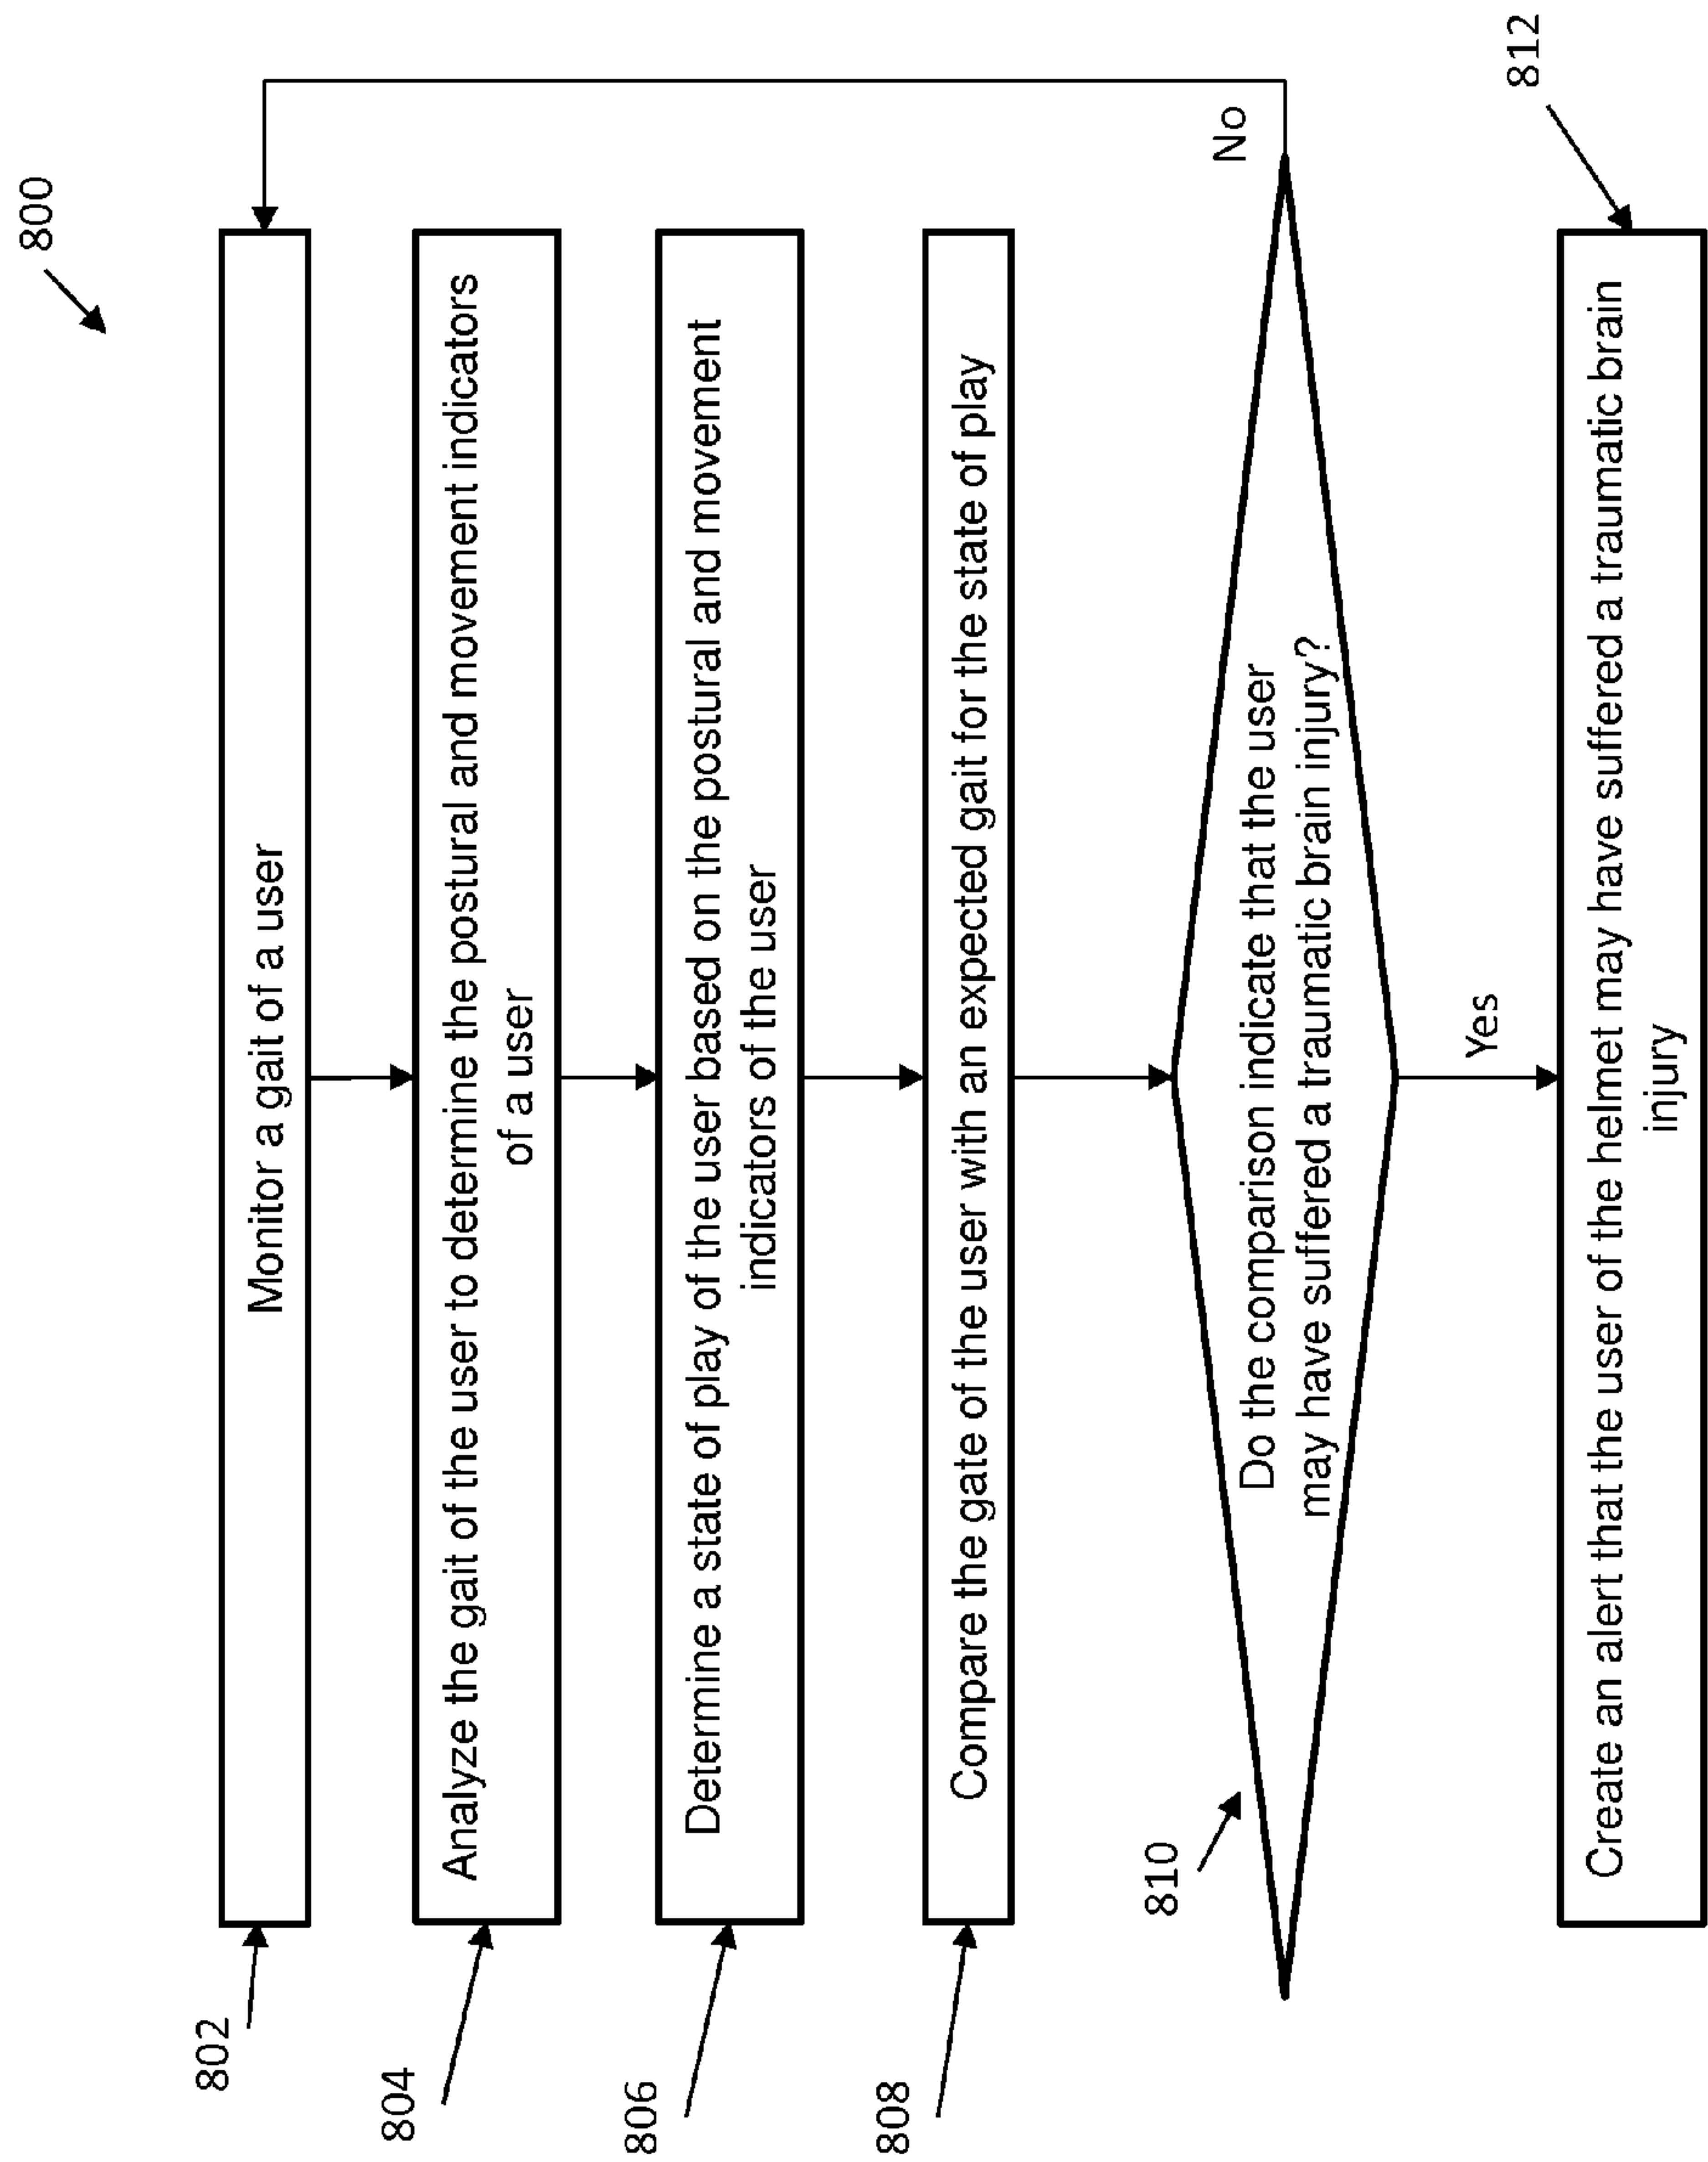 800
802
Monitor a gait of a user
804
Analyze the gait of the user to determine the postural and movement indicators
of a user
806
Determine a state of play of the user based on the postural and movement
indicators of the user
808
Compare the gate of the user with an expected gait for the state of play
810
Do the comparison indicate that the user
may have suffered a traumatic brain injury?
No
Yes
812
Create an alert that the user of the helmet may have suffered a traumatic brain
injury